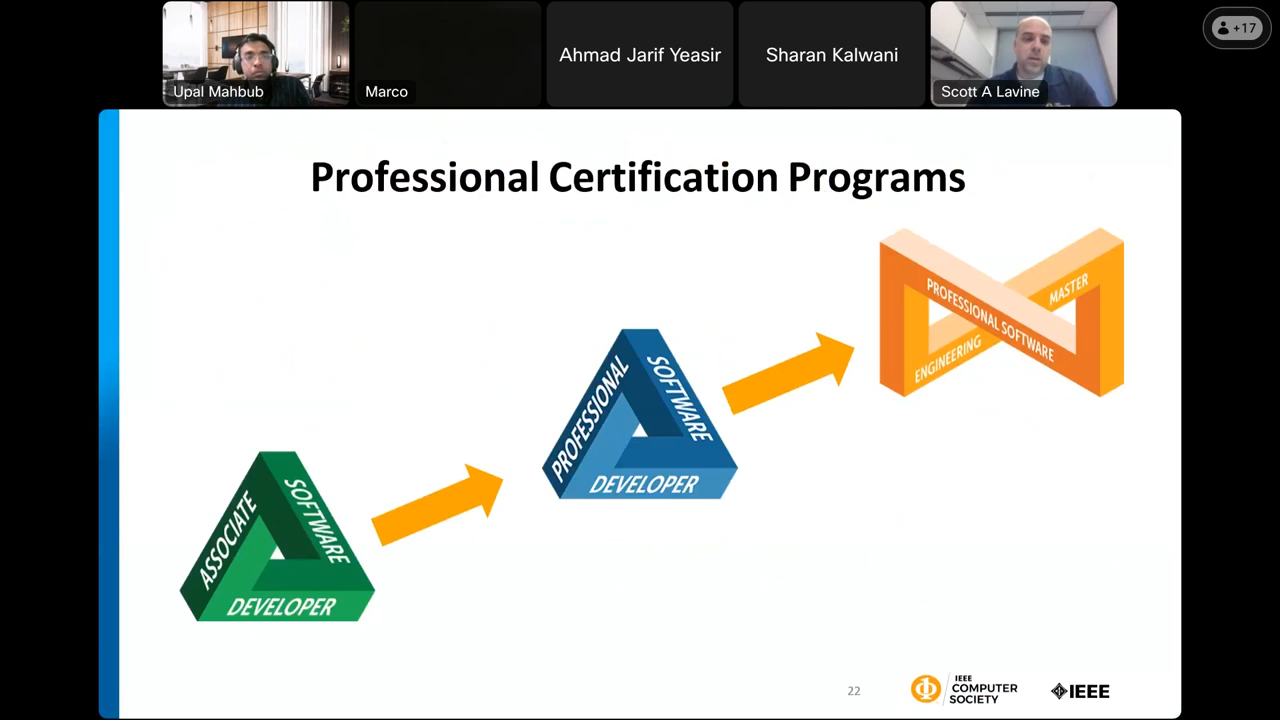 Upal Mahbub
Marco
Ahmad Jarif Yeasir
Sharan Kalwani
Scott A Lavine
+17
Professional Certification Programs
PROFESSIONAL SOFTWARE
ENGINEERING MASTER
PROFESSIONAL
SOFTWARE
DEVELOPER
ASSOCIATE
SOFTWARE
DEVELOPER
22
IEEE
COMPUTER
SOCIETY
IEEE